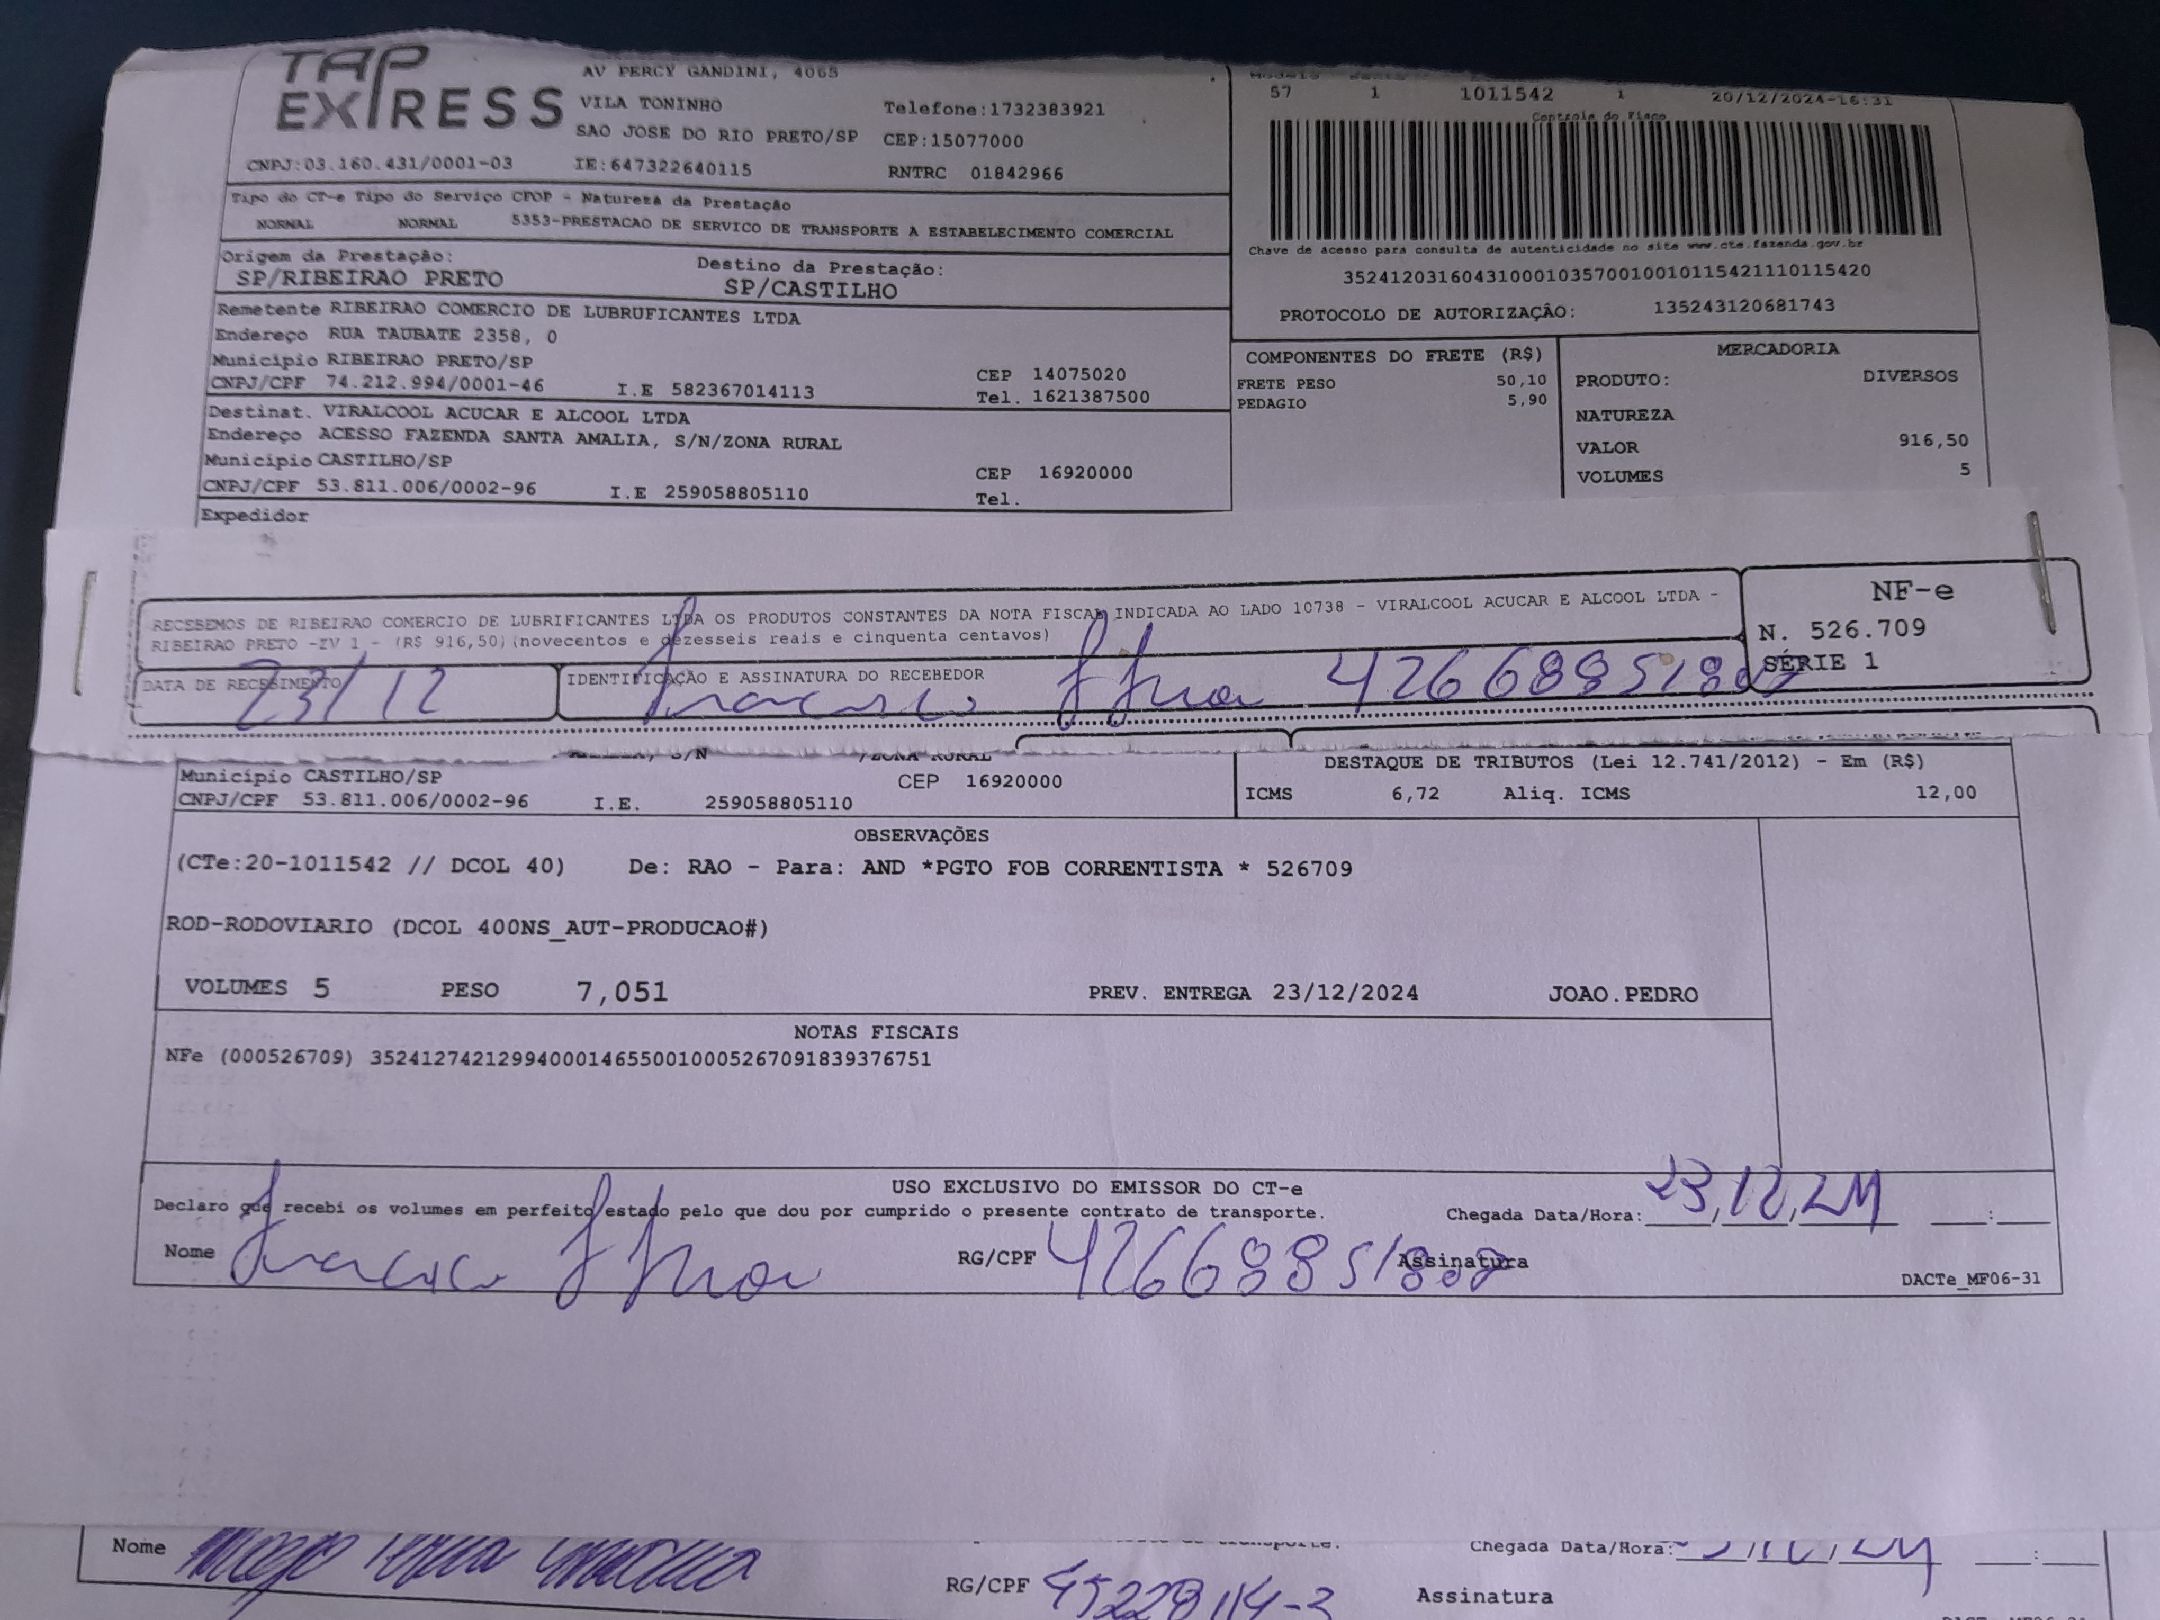 TAP EXPRESS
AV PERCY GANDINI, 4065
VILA TONINHO Telefone:1732383921
SAO JOSE DO RIO PRETO/SP CEP:15077000
CNPJ:03.160.431/0001-03 IE:647322640115 RNTRC 01842966
57 1 1011542 1 20/12/2024-16:31
Controle do Fisco
Tipo do CT-e Tipo do Serviço CFOP - Natureza da Prestação
NORMAL NORMAL 5353-PRESTACAO DE SERVICO DE TRANSPORTE A ESTABELECIMENTO COMERCIAL
Chave de acesso para consulta de autenticidade no site www.cte.fazenda.gov.br
35241203160431000103570010010115421110115420
PROTOCOLO DE AUTORIZAÇÃO: 135243120681743
Origem da Prestação: Destino da Prestação:
SP/RIBEIRAO PRETO SP/CASTILHO
Remetente RIBEIRAO COMERCIO DE LUBRUFICANTES LTDA
Endereço RUA TAUBATE 2358, 0
Município RIBEIRAO PRETO/SP CEP 14075020
CNPJ/CPF 74.212.994/0001-46 I.E 582367014113 Tel. 1621387500
Destinat. VIRALCOOL ACUCAR E ALCOOL LTDA
Endereço ACESSO FAZENDA SANTA AMALIA, S/N/ZONA RURAL
Município CASTILHO/SP CEP 16920000
CNPJ/CPF 53.811.006/0002-96 I.E 259058805110 Tel.
Expedidor
COMPONENTES DO FRETE (R$)
FRETE PESO 50,10
PEDAGIO 5,90
MERCADORIA
PRODUTO: DIVERSOS
NATUREZA
VALOR 916,50
VOLUMES 5
RECEBEMOS DE RIBEIRAO COMERCIO DE LUBRIFICANTES LTDA OS PRODUTOS CONSTANTES DA NOTA FISCAL INDICADA AO LADO 10738 - VIRALCOOL ACUCAR E ALCOOL LTDA -
RIBEIRAO PRETO -ZV 1 - (R$ 916,50)(novecentos e dezesseis reais e cinquenta centavos)
DATA DE RECEBIMENTO IDENTIFICAÇÃO E ASSINATURA DO RECEBEDOR
23/12 42668851808
NF-e
N. 526.709
SÉRIE 1
S/N /ZONA RURAL
Município CASTILHO/SP CEP 16920000
CNPJ/CPF 53.811.006/0002-96 I.E. 259058805110
DESTAQUE DE TRIBUTOS (Lei 12.741/2012) - Em (R$)
ICMS 6,72 Aliq. ICMS 12,00
OBSERVAÇÕES
(CTe:20-1011542 // DCOL 40) De: RAO - Para: AND *PGTO FOB CORRENTISTA * 526709
ROD-RODOVIARIO (DCOL 400NS_AUT-PRODUCAO#)
VOLUMES 5 PESO 7,051 PREV. ENTREGA 23/12/2024 JOAO.PEDRO
NOTAS FISCAIS
NFe (000526709) 35241274212994000146550010005267091839376751
USO EXCLUSIVO DO EMISSOR DO CT-e
Declaro que recebi os volumes em perfeito estado pelo que dou por cumprido o presente contrato de transporte. Chegada Data/Hora: 23,12,24 :
Nome RG/CPF 42668851808 Assinatura
DACTe_MF06-31
Chegada Data/Hora: :
Nome RG/CPF 45228114-3 Assinatura